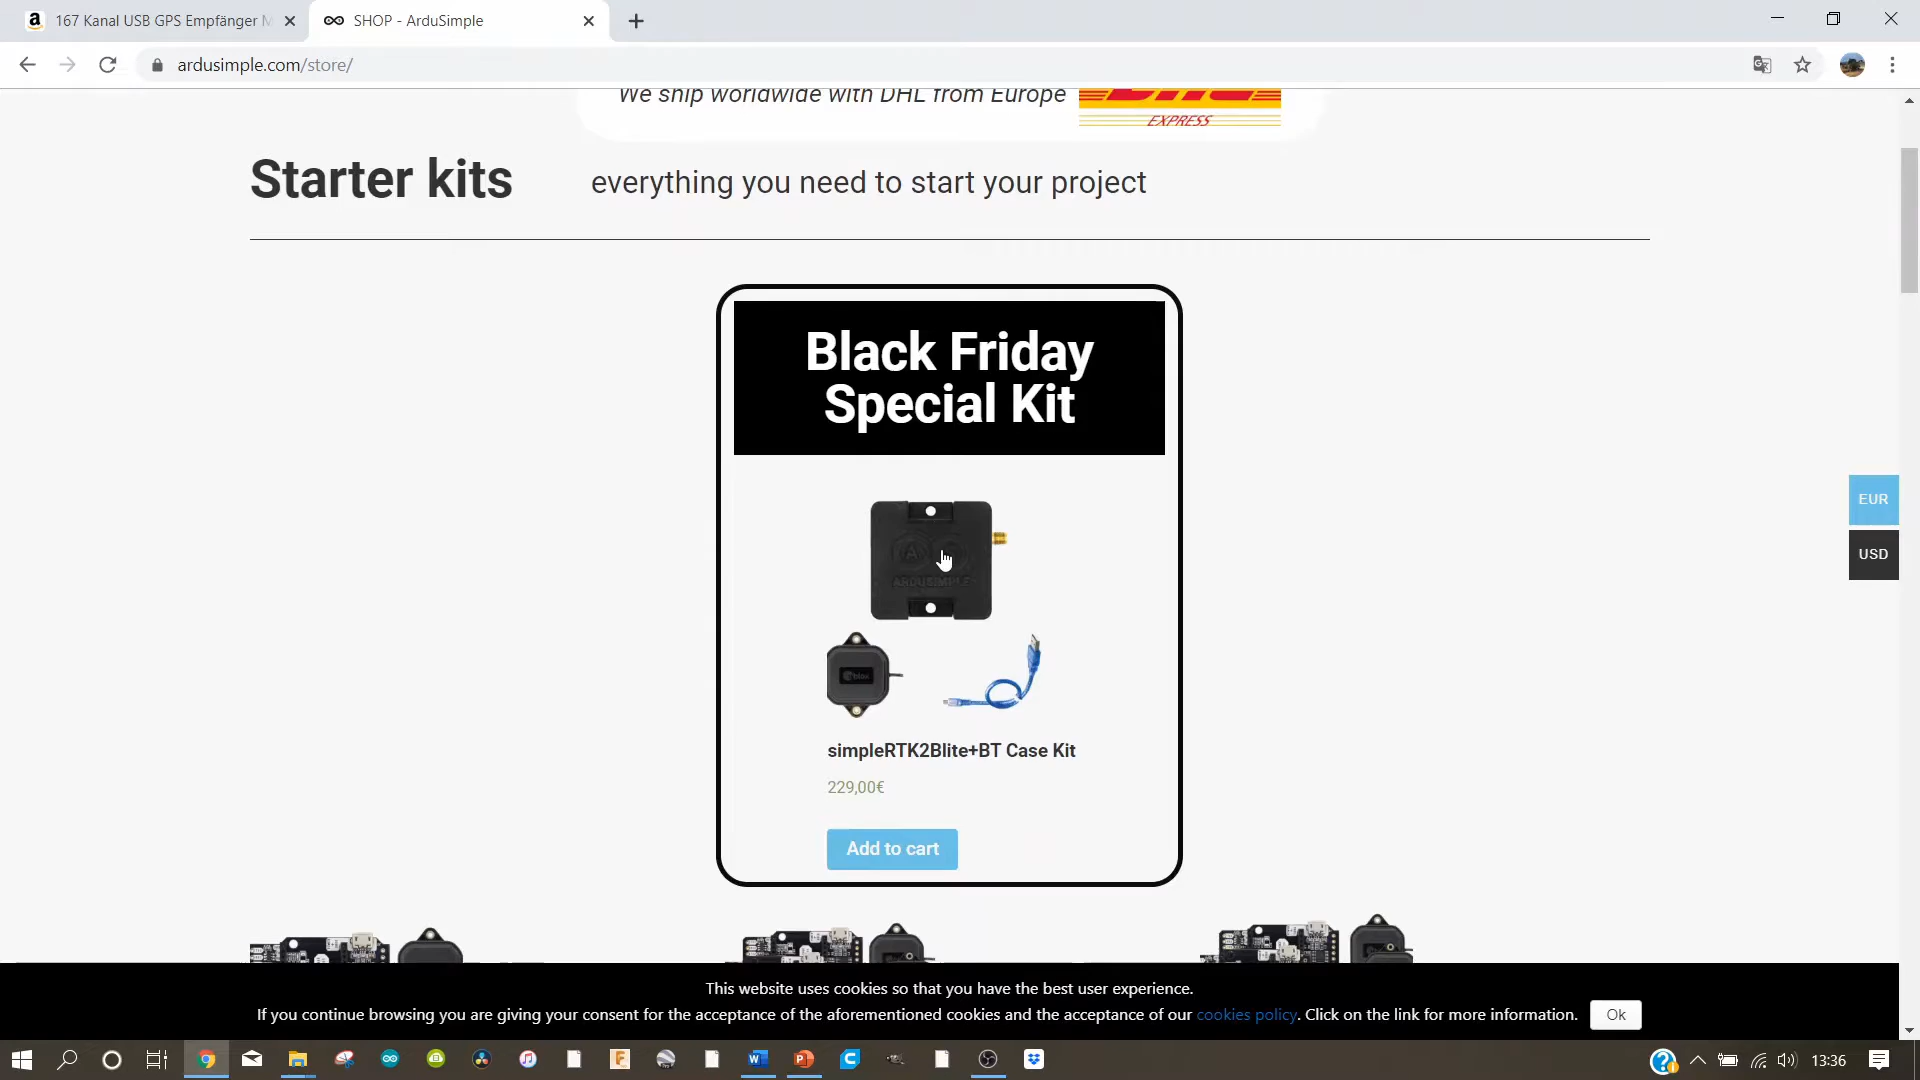 167 Kanal USB GPS Empfänger M
SHOP - ArduSimple
ardusimple.com/store/
We ship worldwide with DHL from Europe
EXPRESS
Starter kits
everything you need to start your project
Black Friday
Special Kit
ARDUSIMPLE
simpleRTK2Blite+BT Case Kit
229,00€
Add to cart
EUR
USD
This website uses cookies so that you have the best user experience.
If you continue browsing you are giving your consent for the acceptance of the aforementioned cookies and the acceptance of our cookies policy. Click on the link for more information.
Ok
13:36